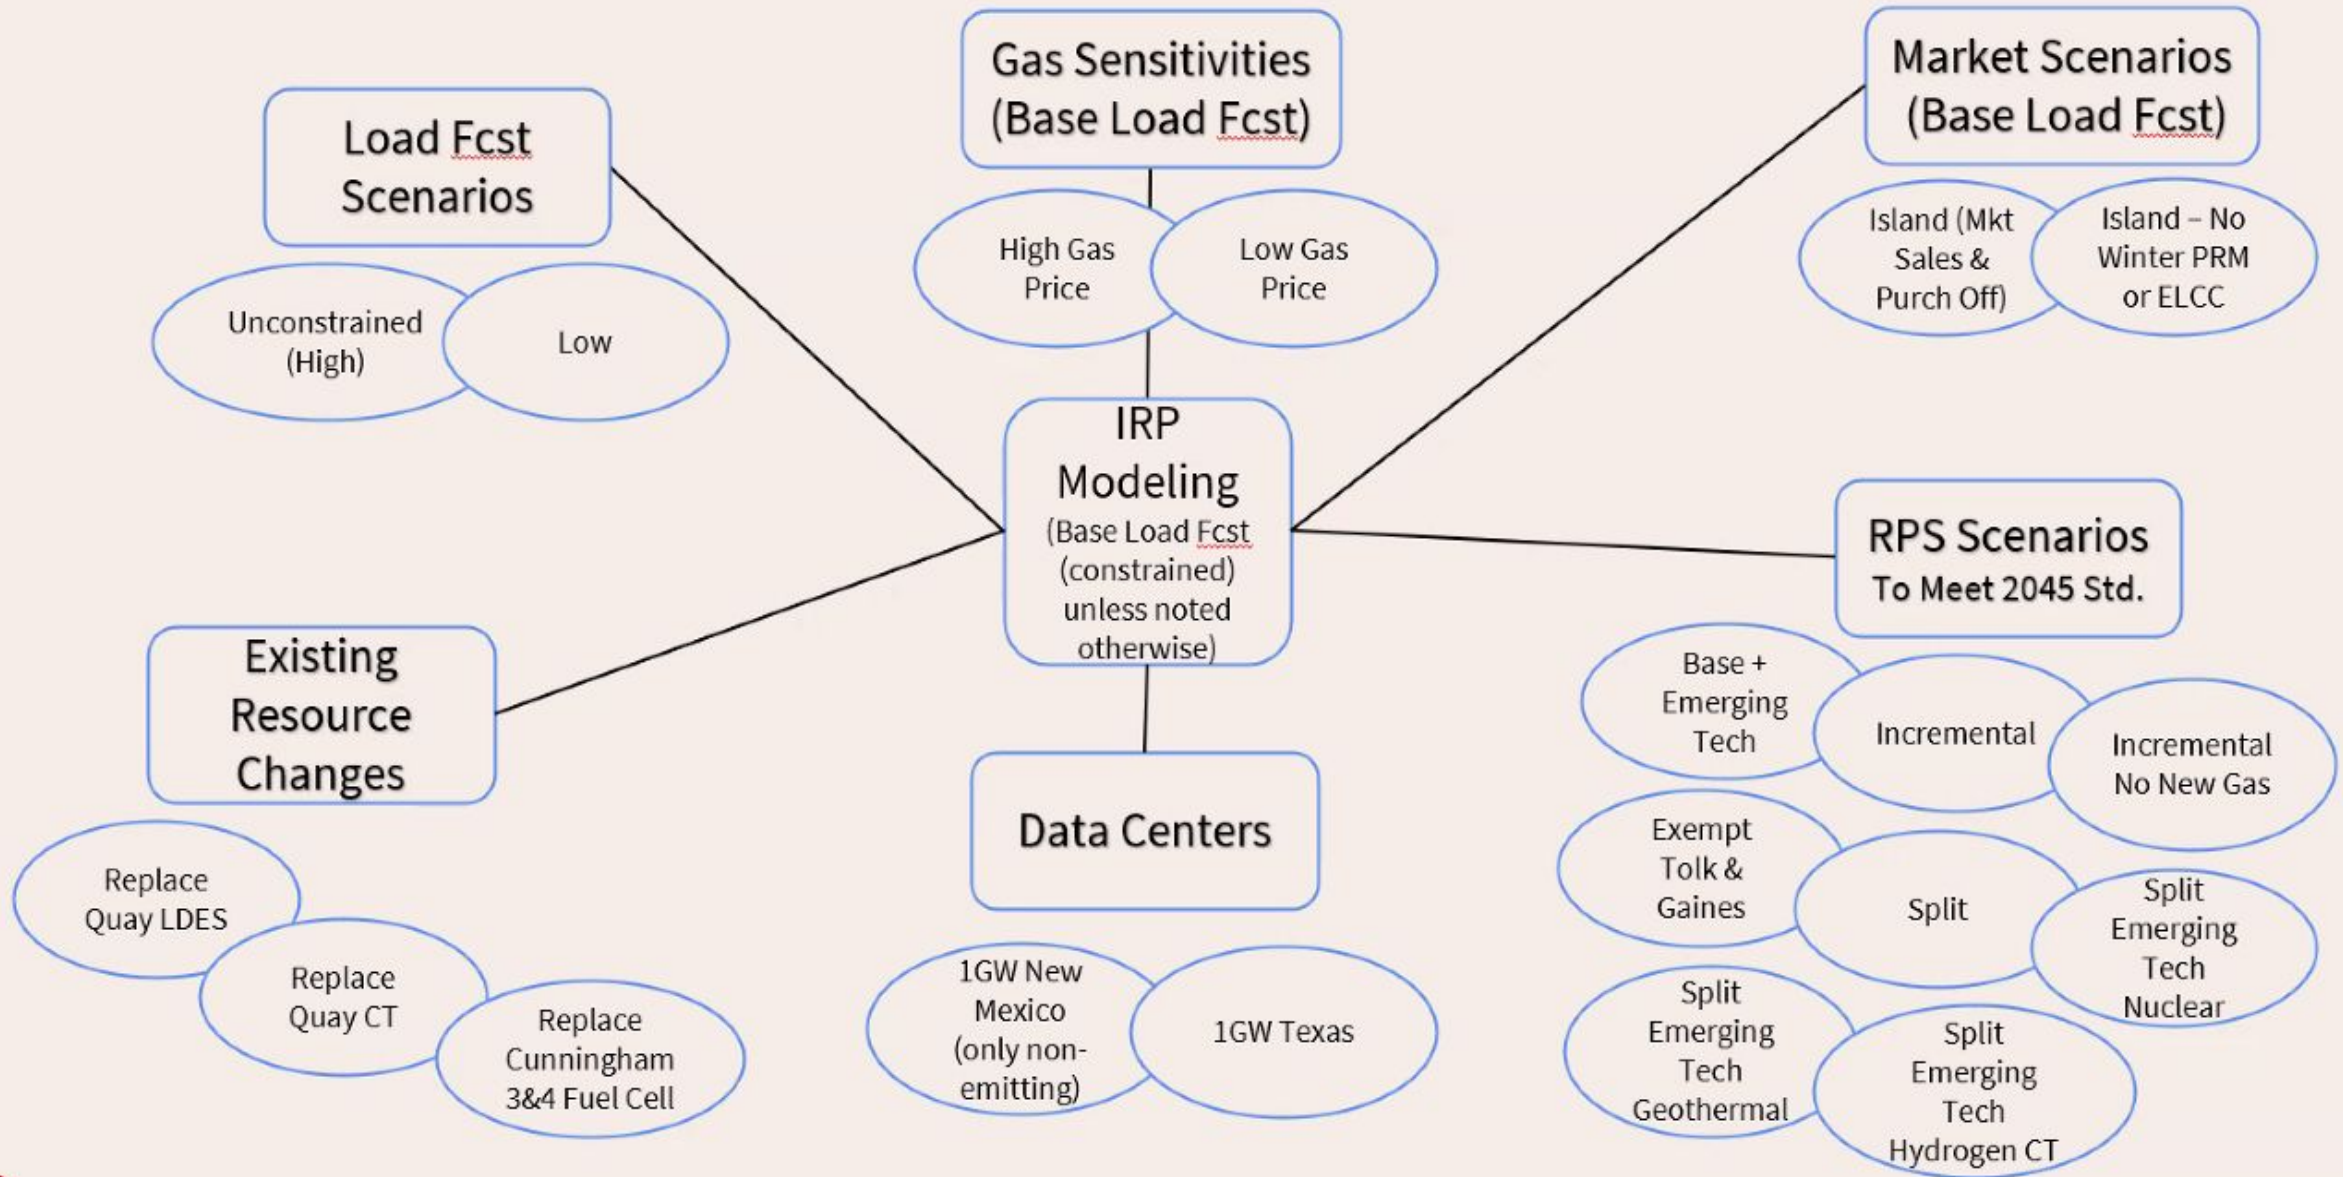 Gas Sensitivities
(Base Load Fcst)
Market Scenarios
(Base Load Fcst)
Load Fcst
Scenarios
High Gas
Price
Low Gas
Price
Island (Mkt
Sales &
Purch Off)
Island – No
Winter PRM
or ELCC
Unconstrained
(High)
Low
IRP
Modeling
(Base Load Fcst
(constrained)
unless noted
otherwise)
RPS Scenarios
To Meet 2045 Std.
Existing
Resource
Changes
Base +
Emerging
Tech
Incremental
Incremental
No New Gas
Data Centers
Exempt
Tolk &
Gaines
Split
Split
Emerging
Tech
Nuclear
Replace
Quay LDES
Replace
Quay CT
Replace
Cunningham
3&4 Fuel Cell
1GW New
Mexico
(only non-
emitting)
1GW Texas
Split
Emerging
Tech
Geothermal
Split
Emerging
Tech
Hydrogen CT